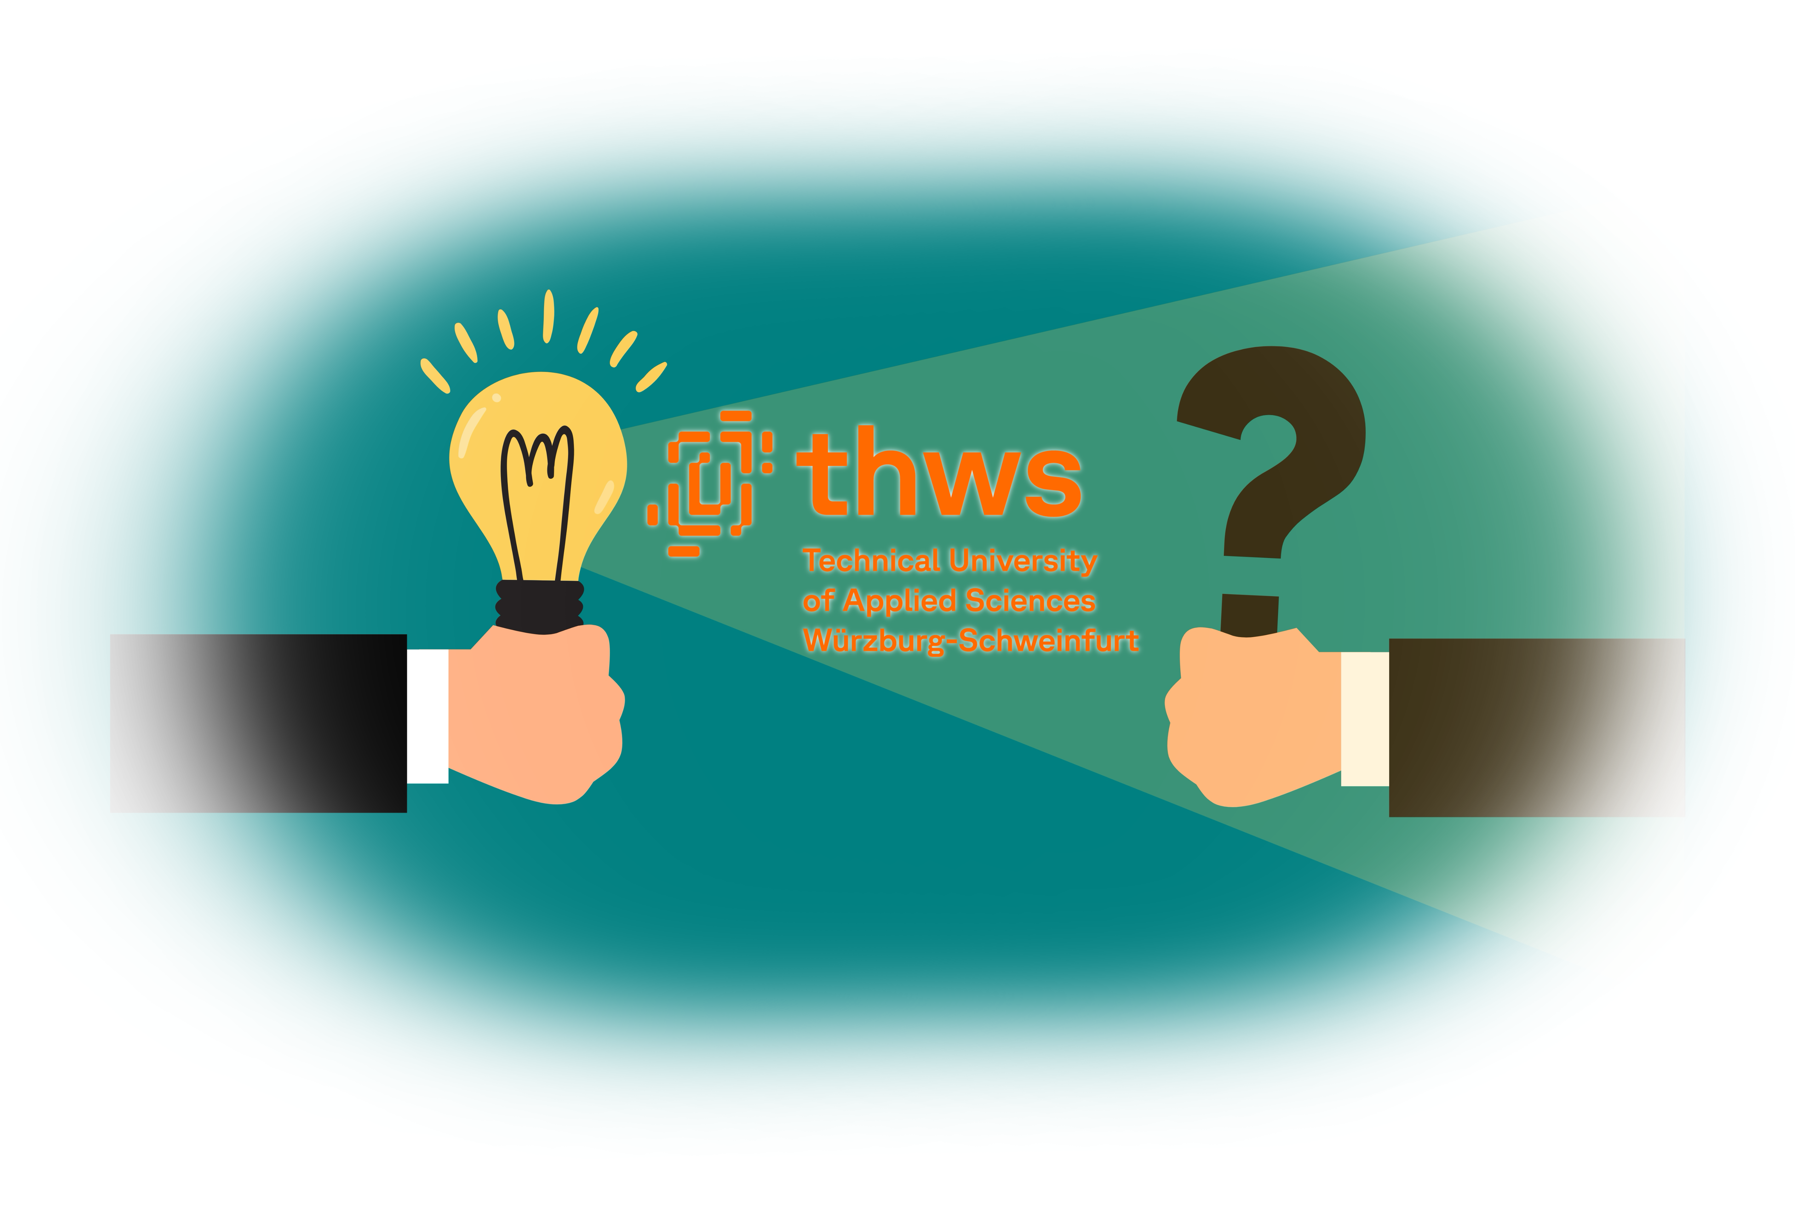 thws
Technical University
of Applied Sciences
Würzburg-Schweinfurt
?